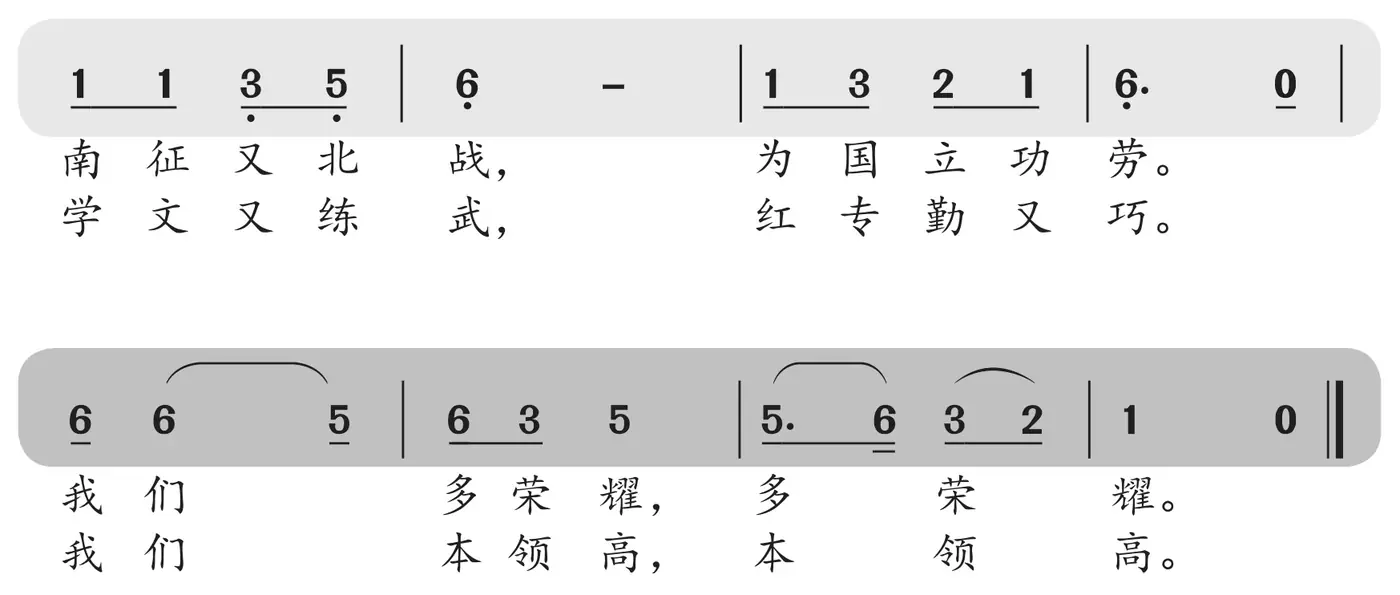 1 1 3 5 | 6 – | 1 3 2 1 | 6. 0 |
南 征 又 北 战， 为 国 立 功 劳。
学 文 又 练 武， 红 专 勤 又 巧。
6 6 5 | 6 3 5 | 5. 6 3 2 | 1 0 ‖
我 们 多 荣 耀， 多 荣 耀。
我 们 本 领 高， 本 领 高。